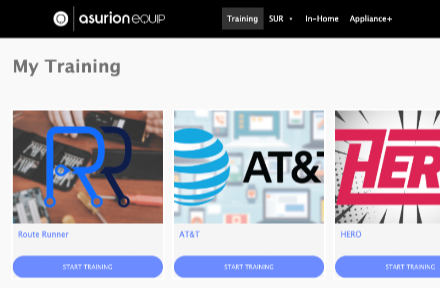 asurion EQUIP
Training SUR In-Home Appliance+
My Training
RR
AT&T
HERO
Route Runner
AT&T
HERO
START TRAINING
START TRAINING
START TRAINING